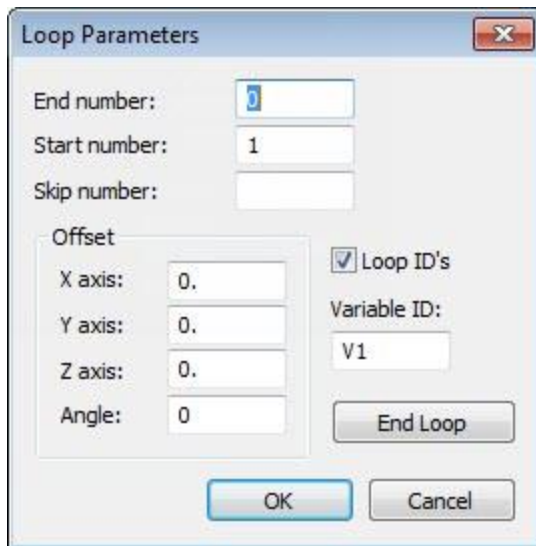 Loop Parameters
End number: 0
Start number: 1
Skip number:
Offset
X axis: 0.
Y axis: 0.
Z axis: 0.
Angle: 0
Loop ID's
Variable ID:
V1
End Loop
OK Cancel